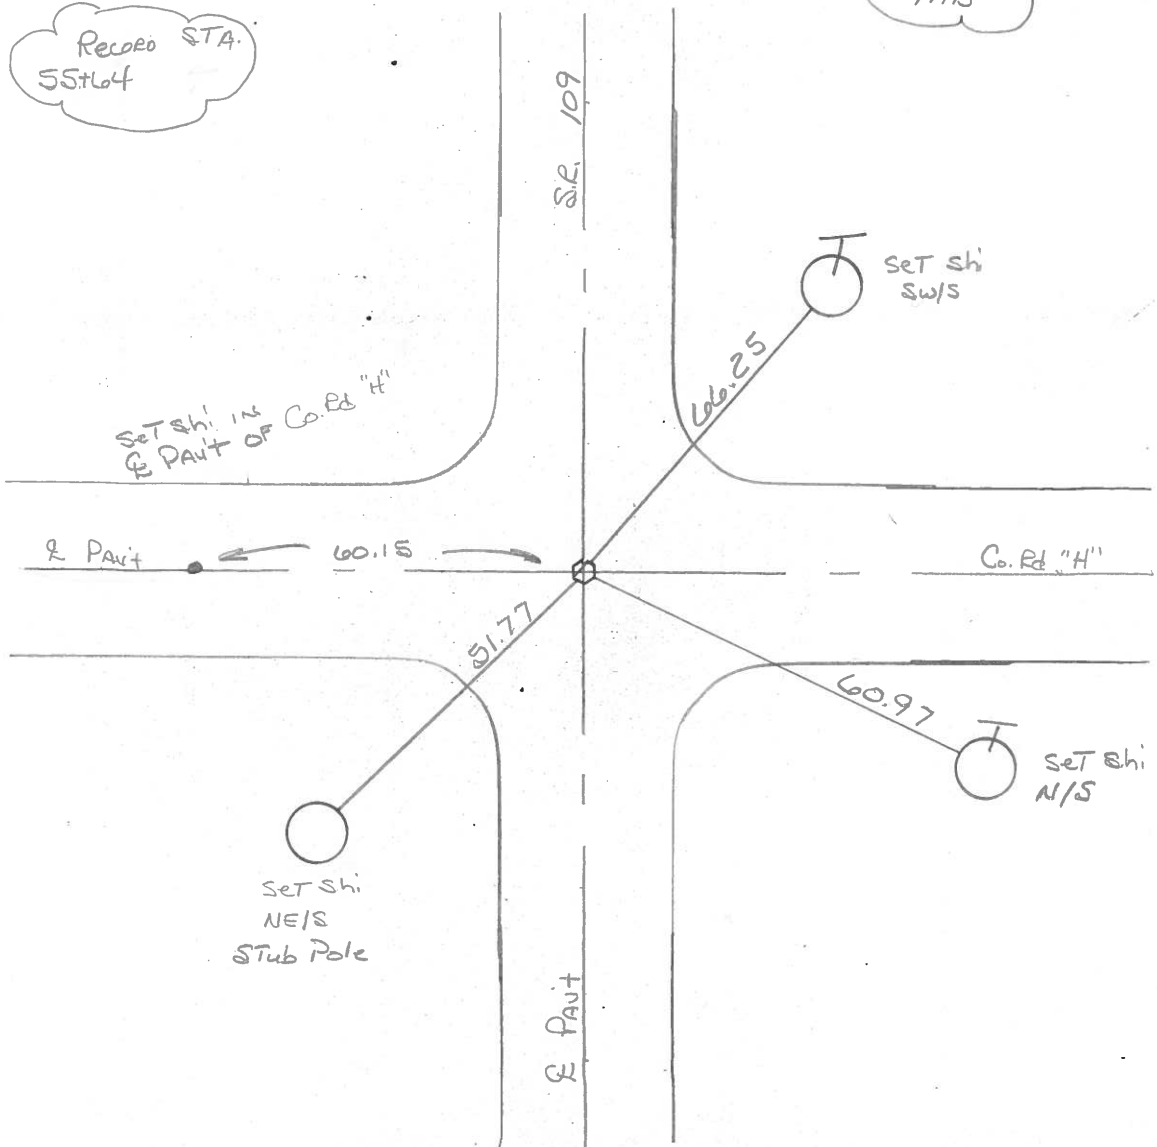 Record STA.
55+64
S.R. 109
Set Shi
SW/S
66.25
Set Shi IN
℄ PAV't OF Co. Rd "H"
℄ PAV't
60.15
Co. Rd. "H"
51.77
60.97
Set Shi
N/S
Set Shi
NE/S
Stub Pole
℄ PAV't